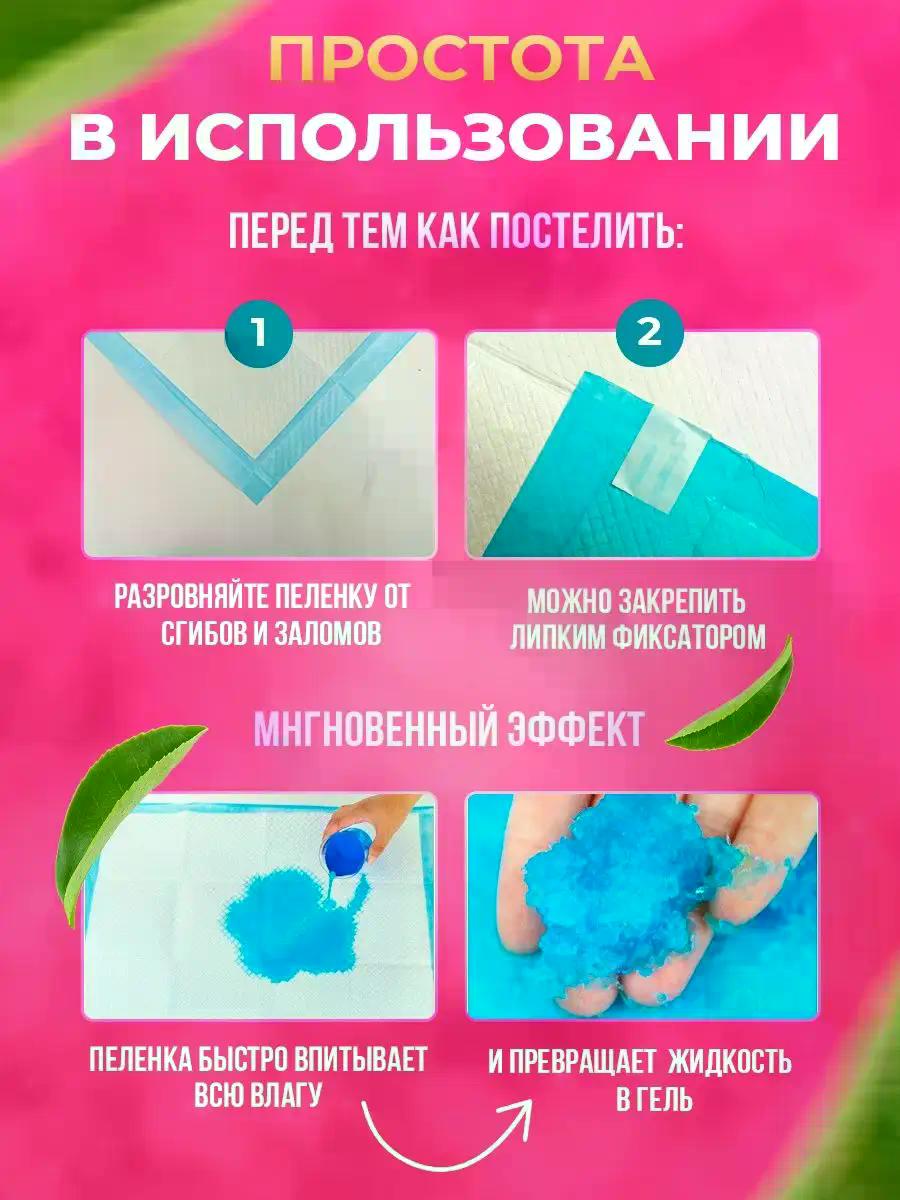 ПРОСТОТА
В ИСПОЛЬЗОВАНИИ
ПЕРЕД ТЕМ КАК ПОСТЕЛИТЬ:
1
2
РАЗРОВНЯЙТЕ ПЕЛЕНКУ ОТ
СГИБОВ И ЗАЛОМОВ
МОЖНО ЗАКРЕПИТЬ
ЛИПКИМ ФИКСАТОРОМ
МНГНОВЕННЫЙ ЭФФЕКТ
ПЕЛЕНКА БЫСТРО ВПИТЫВАЕТ
ВСЮ ВЛАГУ
И ПРЕВРАЩАЕТ ЖИДКОСТЬ
В ГЕЛЬ